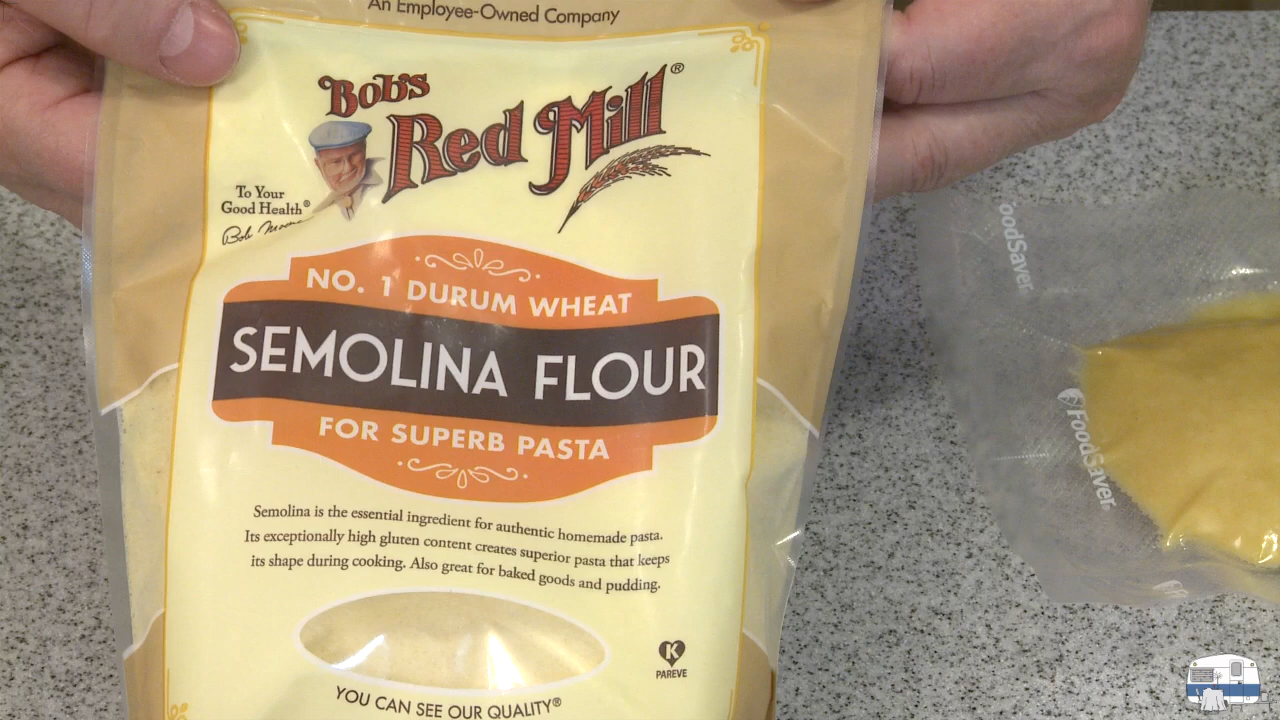 An Employee-Owned Company
Bob's
Red Mill®
To Your
Good Health®
Bob Moore
NO. 1 DURUM WHEAT
SEMOLINA FLOUR
FOR SUPERB PASTA
Semolina is the essential ingredient for authentic homemade pasta.
Its exceptionally high gluten content creates superior pasta that keeps
its shape during cooking. Also great for baked goods and pudding.
K
PAREVE
YOU CAN SEE OUR QUALITY®
oodSaver
FoodSaver